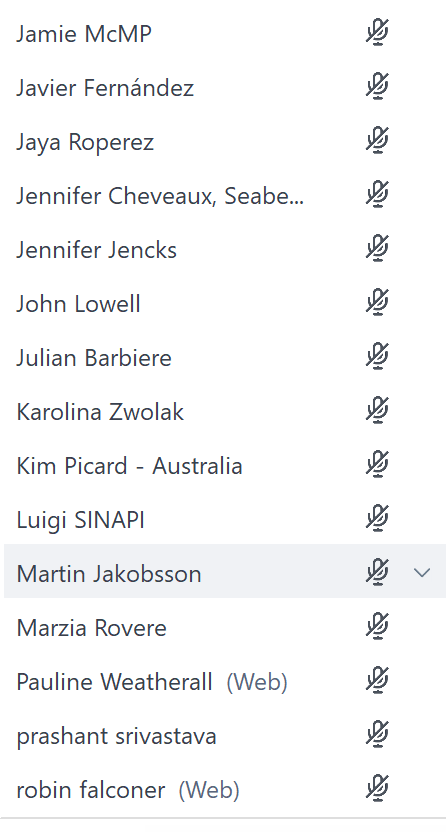 Jamie McMP
Javier Fernández
Jaya Roperez
Jennifer Cheveaux, Seabe...
Jennifer Jencks
John Lowell
Julian Barbiere
Karolina Zwolak
Kim Picard - Australia
Luigi SINAPI
Martin Jakobsson
Marzia Rovere
Pauline Weatherall (Web)
prashant srivastava
robin falconer (Web)